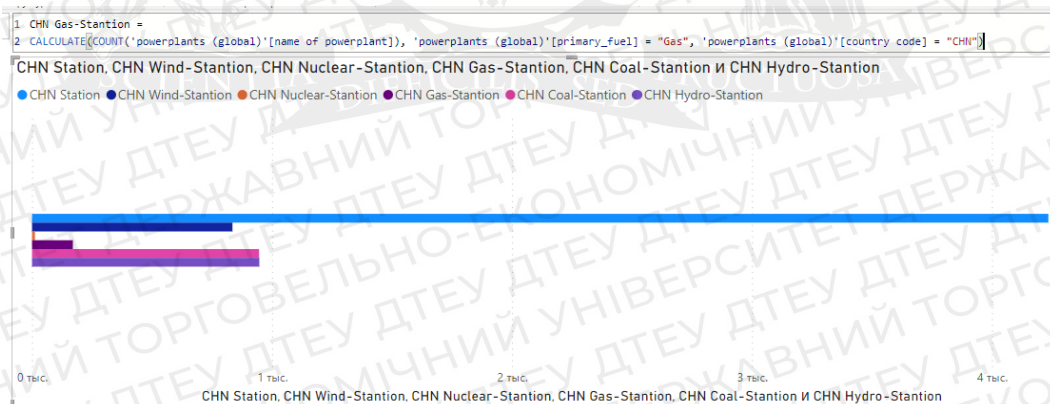 1 CHN Gas-Stantion =
2 CALCULATE(COUNT('powerplants (global)'[name of powerplant]), 'powerplants (global)'[primary_fuel] = "Gas", 'powerplants (global)'[country code] = "CHN")
CHN Station, CHN Wind-Stantion, CHN Nuclear-Stantion, CHN Gas-Stantion, CHN Coal-Stantion и CHN Hydro-Stantion
CHN Station CHN Wind-Stantion CHN Nuclear-Stantion CHN Gas-Stantion CHN Coal-Stantion CHN Hydro-Stantion
0 тыс. 1 тыс. 2 тыс. 3 тыс. 4 тыс.
CHN Station, CHN Wind-Stantion, CHN Nuclear-Stantion, CHN Gas-Stantion, CHN Coal-Stantion и CHN Hydro-Stantion